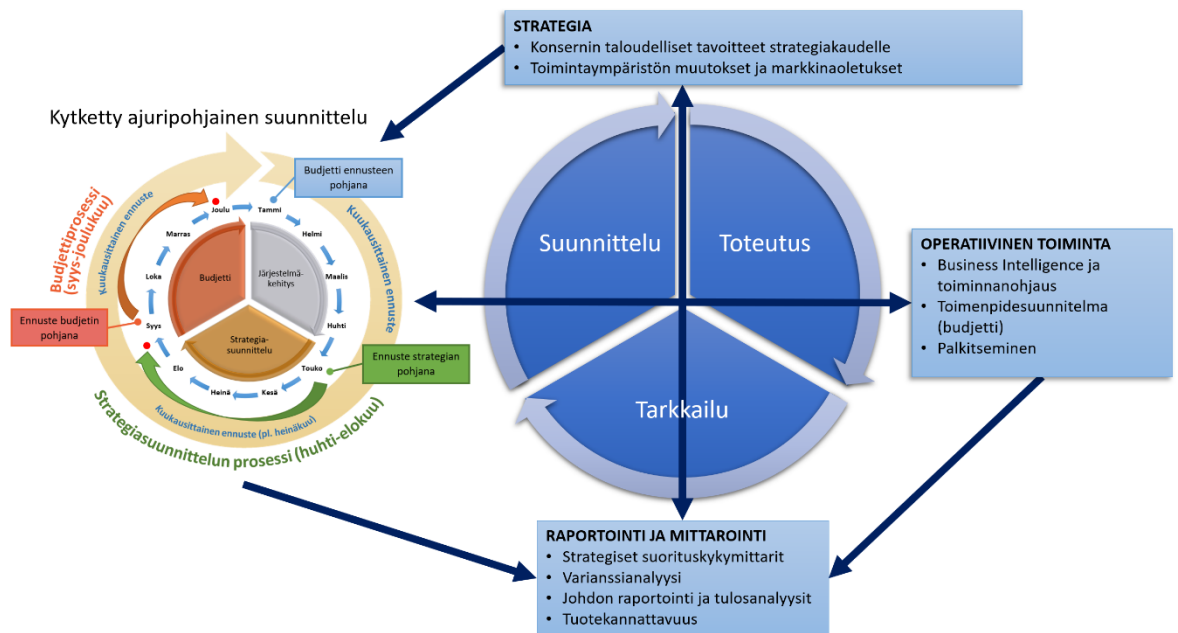 STRATEGIA
• Konsernin taloudelliset tavoitteet strategiakaudelle
• Toimintaympäristön muutokset ja markkinaoletukset
Kytketty ajuripohjainen suunnittelu
Budjetti ennusteen
pohjana
Budjettiprosessi
(syys-joulukuu)
Kuukausittainen ennuste
Kuukausittainen ennuste
Joulu
Tammi
Helmi
Maalis
Huhti
Touko
Kesä
Heinä
Elo
Syys
Loka
Marras
Budjetti
Järjestelmä-
kehitys
Strategia-
suunnittelu
Ennuste budjetin
pohjana
Ennuste strategian
pohjana
Kuukausittainen ennuste (pl. heinäkuu)
Strategiasuunnittelun prosessi (huhti-elokuu)
Suunnittelu
Toteutus
Tarkkailu
OPERATIIVINEN TOIMINTA
• Business Intelligence ja
toiminnanohjaus
• Toimenpidesuunnitelma
(budjetti)
• Palkitseminen
RAPORTOINTI JA MITTAROINTI
• Strategiset suorituskykymittarit
• Varianssianalyysi
• Johdon raportointi ja tulosanalyysit
• Tuotekannattavuus